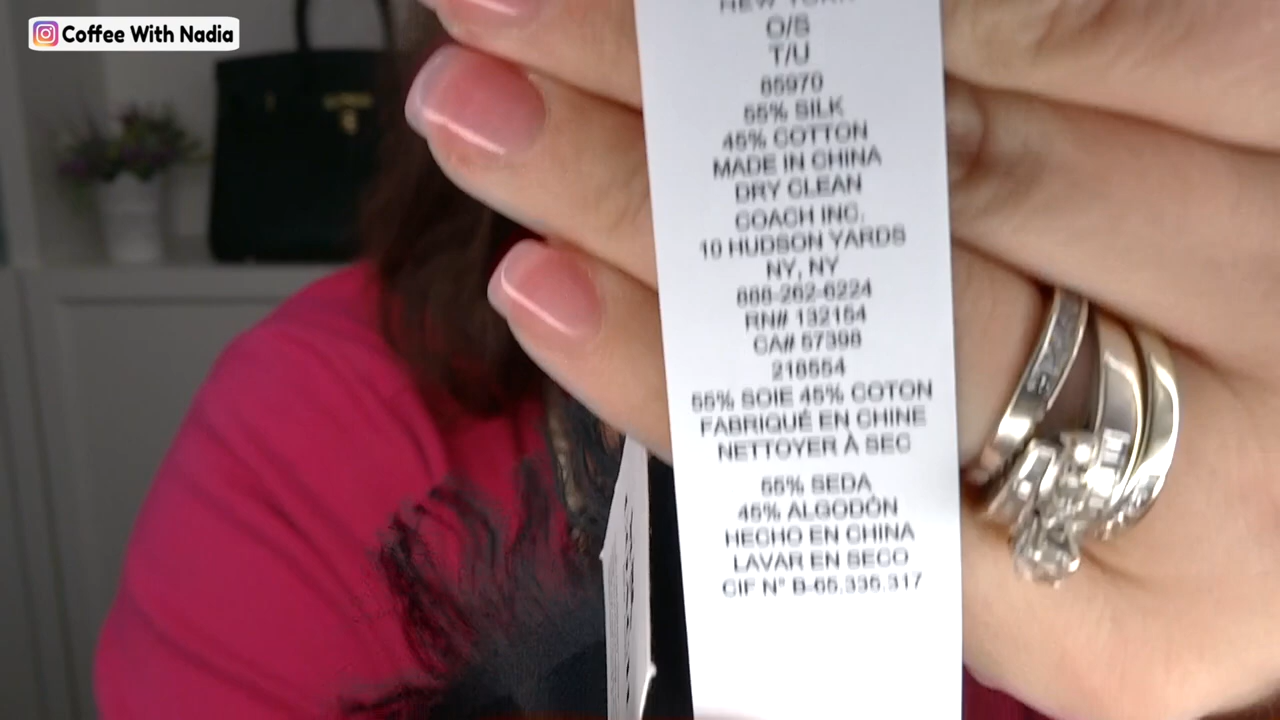 Coffee With Nadia
NEW YORK
O/S
T/U
85970
55% SILK
45% COTTON
MADE IN CHINA
DRY CLEAN
COACH INC.
10 HUDSON YARDS
NY, NY
888-262-6224
RN# 132154
CA# 57398
218554
55% SOIE 45% COTON
FABRIQUÉ EN CHINE
NETTOYER À SEC
55% SEDA
45% ALGODÓN
HECHO EN CHINA
LAVAR EN SECO
CIF N° B-65.335.317